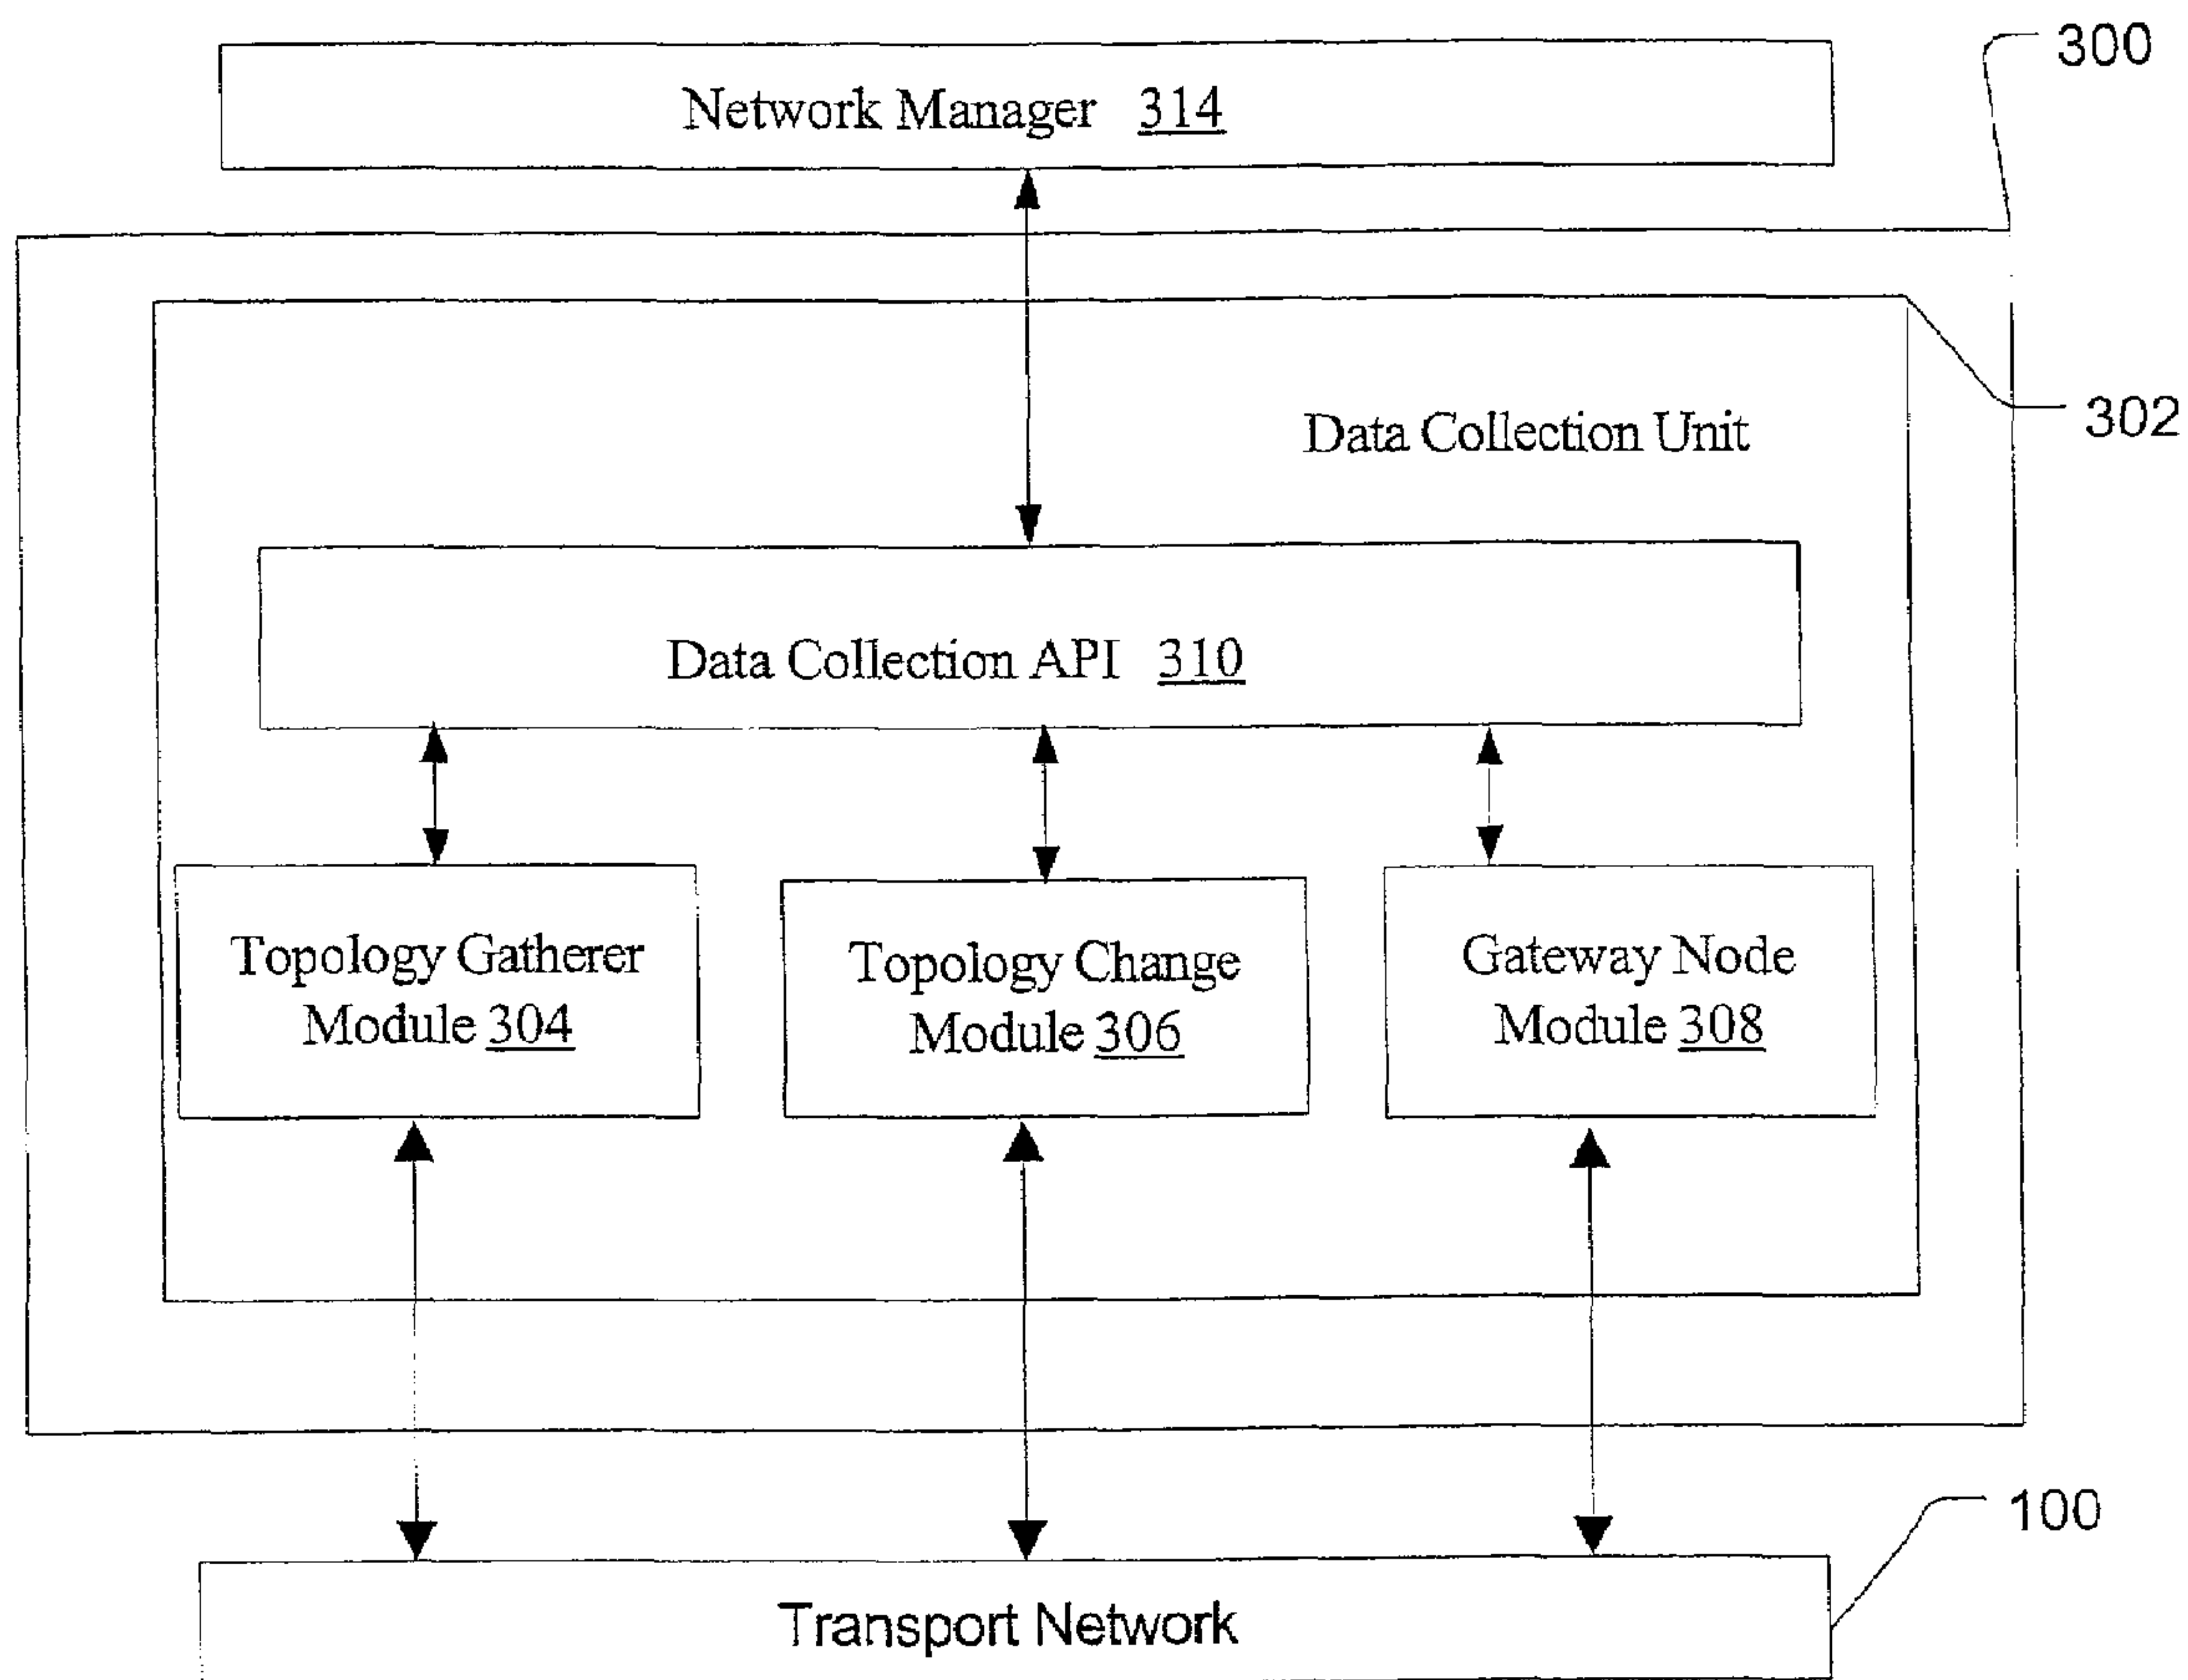 300
Network Manager 314
302
Data Collection Unit
Data Collection API 310
Topology Gatherer
Module 304
Topology Change
Module 306
Gateway Node
Module 308
100
Transport Network